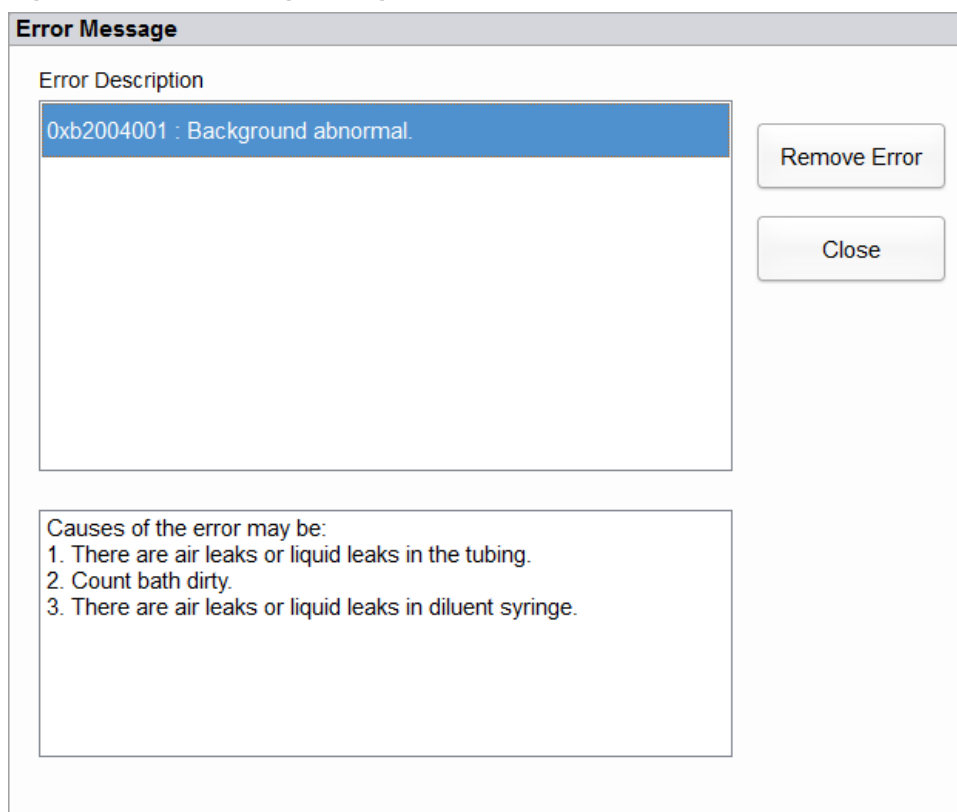 Error Message
Error Description
0xb2004001 : Background abnormal.
Remove Error
Close
Causes of the error may be:
1. There are air leaks or liquid leaks in the tubing.
2. Count bath dirty.
3. There are air leaks or liquid leaks in diluent syringe.